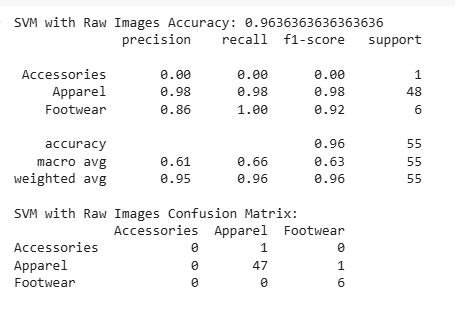 SVM with Raw Images Accuracy: 0.9636363636363636
precision recall f1-score support
Accessories 0.00 0.00 0.00 1
Apparel 0.98 0.98 0.98 48
Footwear 0.86 1.00 0.92 6
accuracy 0.96 55
macro avg 0.61 0.66 0.63 55
weighted avg 0.95 0.96 0.96 55
SVM with Raw Images Confusion Matrix:
Accessories Apparel Footwear
Accessories 0 1 0
Apparel 0 47 1
Footwear 0 0 6